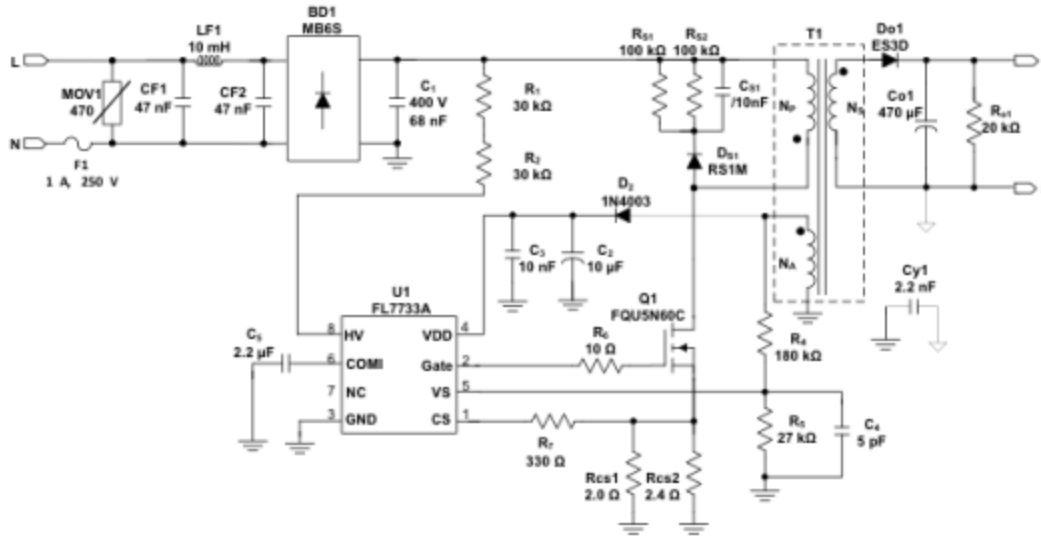 BD1
MB6S
LF1
10 mH
L
MOV1
470
CF1
47 nF
CF2
47 nF
N
F1
1 A, 250 V
C₁
400 V
68 nF
R₁
30 kΩ
R₂
30 kΩ
Rs1
100 kΩ
Rs2
100 kΩ
Cs1
/10nF
Ds1
RS1M
T1
NP
NS
NA
Do1
ES3D
Co1
470 µF
Ro1
20 kΩ
D₂
1N4003
C₃
10 nF
C₂
10 µF
Cy1
2.2 nF
U1
FL7733A
8 HV
VDD 4
6 COMI
Gate 2
7 NC
VS 5
3 GND
CS 1
C₅
2.2 µF
Q1
FQU5N60C
R₆
10 Ω
R₄
180 kΩ
R₅
27 kΩ
C₄
5 pF
R₇
330 Ω
Rcs1
2.0 Ω
Rcs2
2.4 Ω